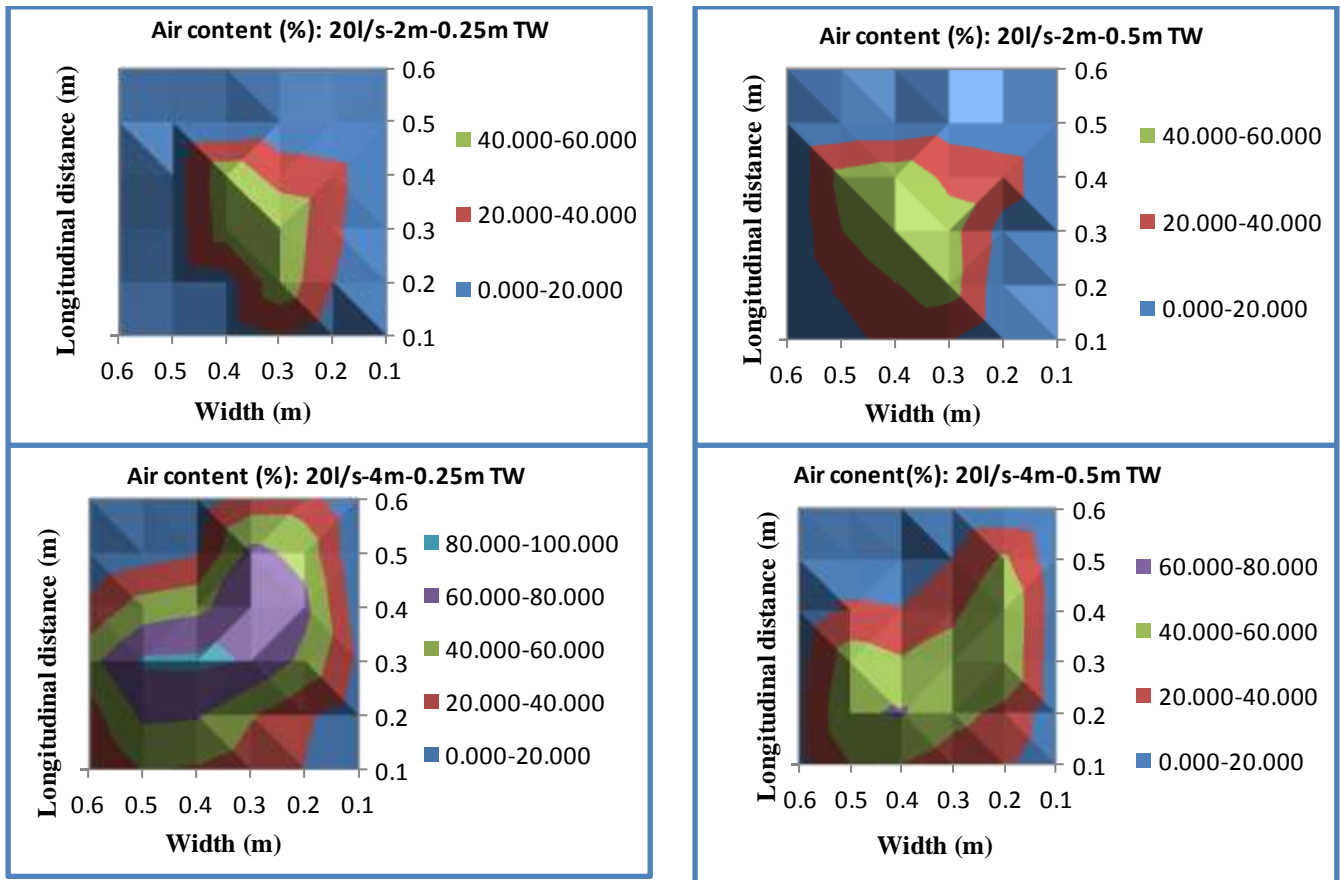 Air content (%): 20l/s-2m-0.25m TW
Longitudinal distance (m)
0.6
0.5
0.4
0.3
0.2
0.1
0.6 0.5 0.4 0.3 0.2 0.1
Width (m)
40.000-60.000
20.000-40.000
0.000-20.000
Air content (%): 20l/s-2m-0.5m TW
Longitudinal distance (m)
0.6
0.5
0.4
0.3
0.2
0.1
0.6 0.5 0.4 0.3 0.2 0.1
Width (m)
40.000-60.000
20.000-40.000
0.000-20.000
Air content (%): 20l/s-4m-0.25m TW
Longitudinal distance (m)
0.6
0.5
0.4
0.3
0.2
0.1
0.6 0.5 0.4 0.3 0.2 0.1
Width (m)
80.000-100.000
60.000-80.000
40.000-60.000
20.000-40.000
0.000-20.000
Air conent(%): 20l/s-4m-0.5m TW
Longitudinal distance (m)
0.6
0.5
0.4
0.3
0.2
0.1
0.6 0.5 0.4 0.3 0.2 0.1
Width (m)
60.000-80.000
40.000-60.000
20.000-40.000
0.000-20.000